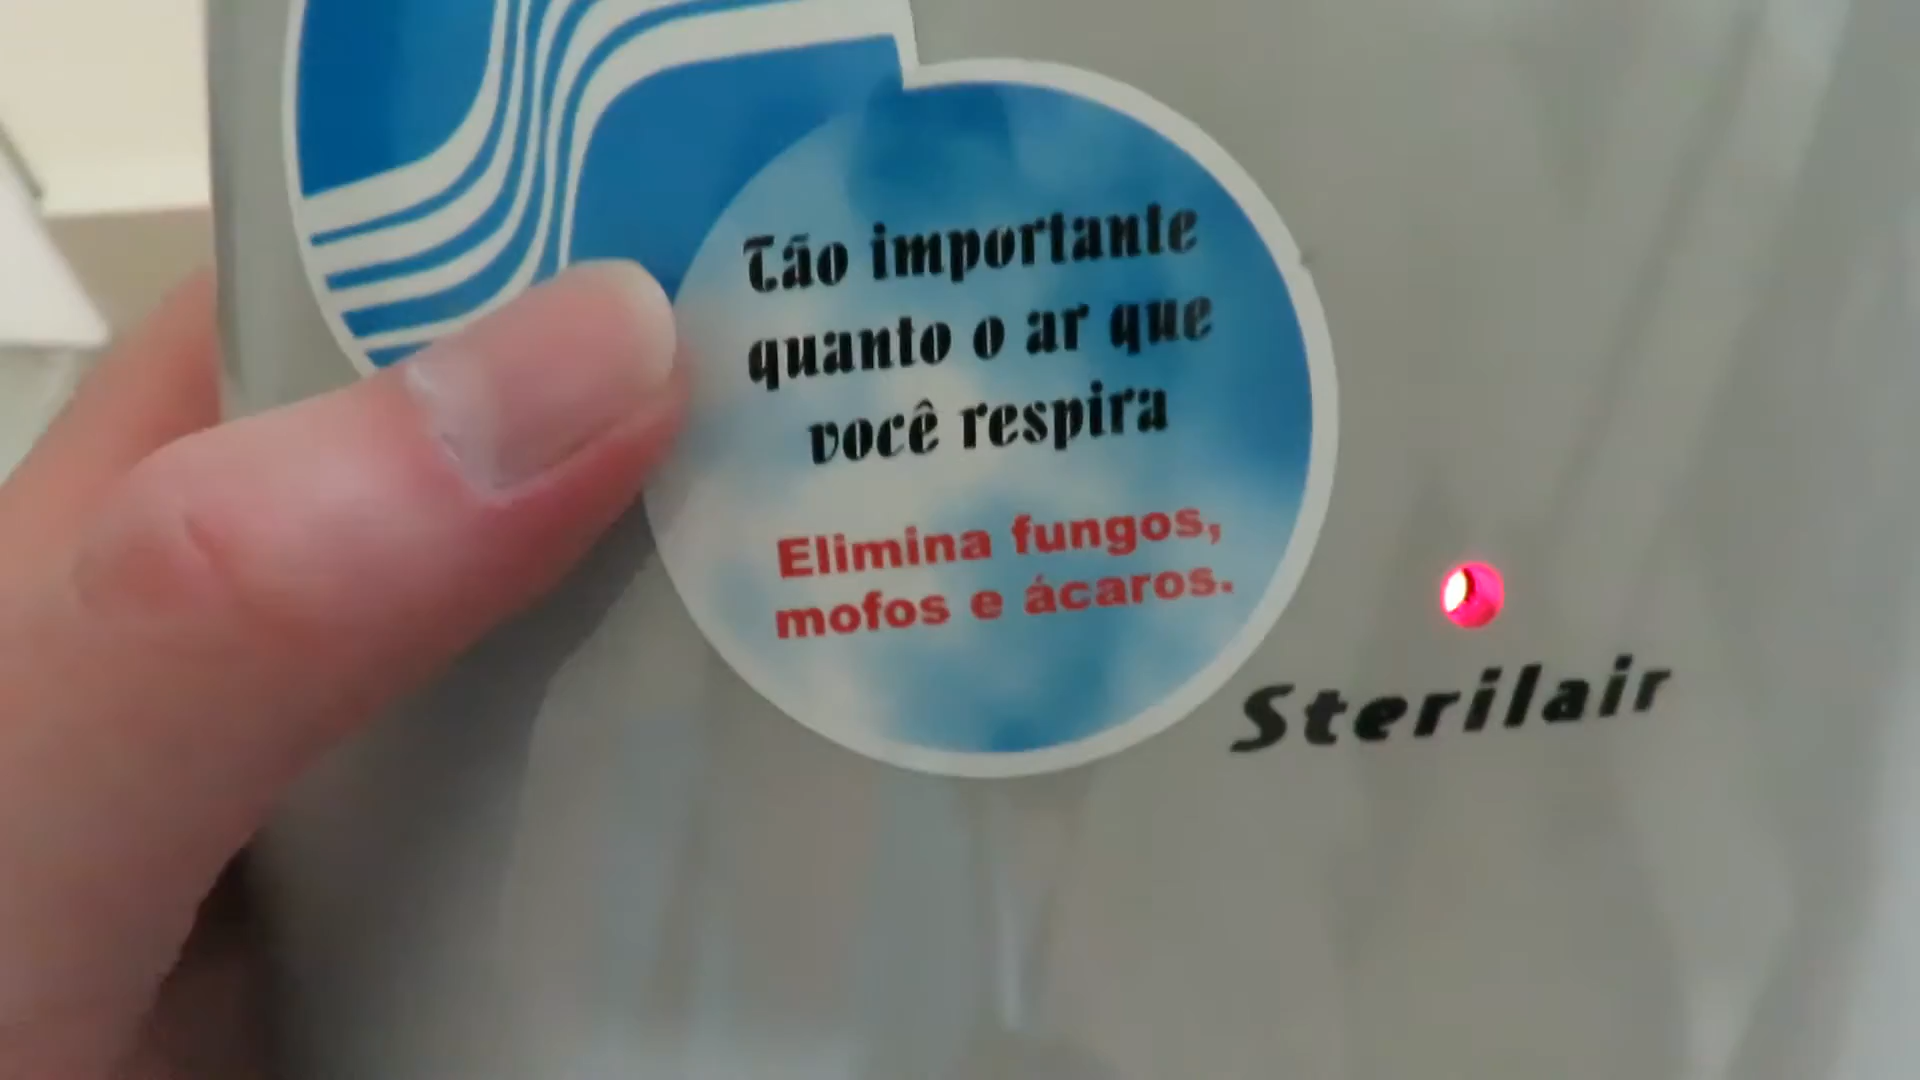 Tão importante
quanto o ar que
você respira
Elimina fungos,
mofos e ácaros.
Sterilair